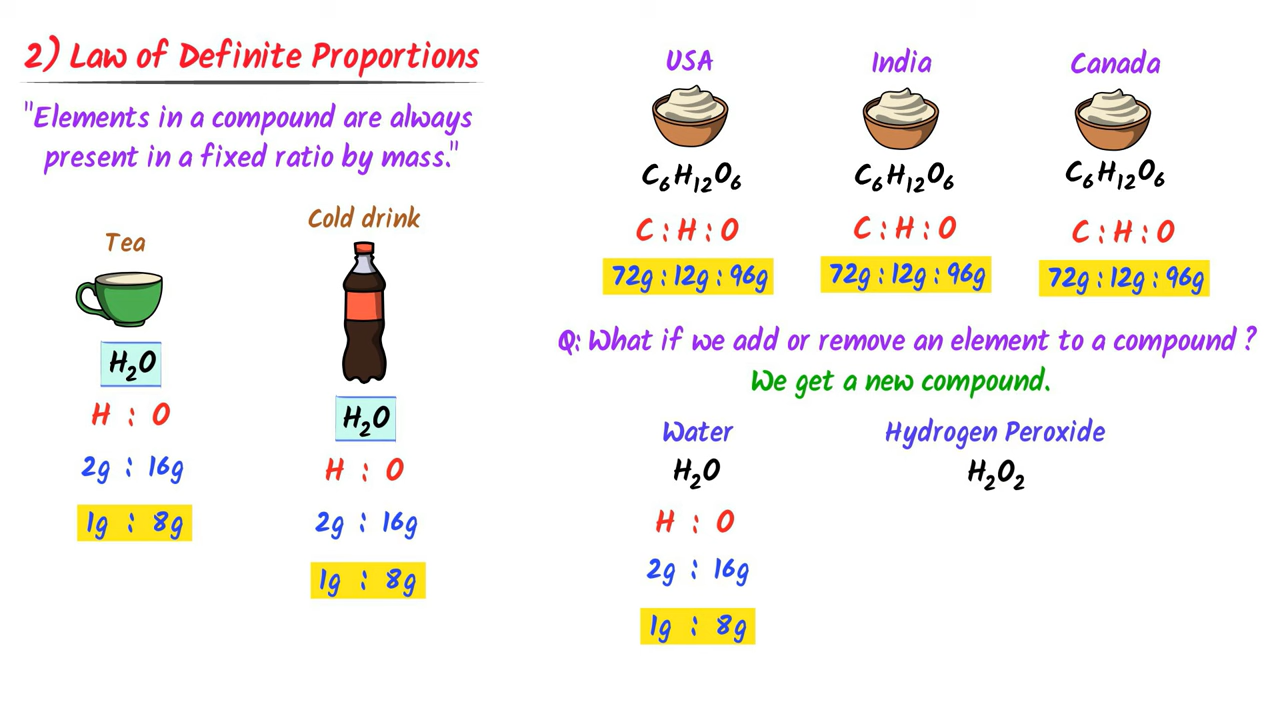 2) Law of Definite Proportions
"Elements in a compound are always
present in a fixed ratio by mass."
Tea
H₂O
H : O
2g : 16g
1g : 8g
Cold drink
H₂O
H : O
2g : 16g
1g : 8g
USA
C₆H₁₂O₆
C : H : O
72g : 12g : 96g
India
C₆H₁₂O₆
C : H : O
72g : 12g : 96g
Canada
C₆H₁₂O₆
C : H : O
72g : 12g : 96g
Q: What if we add or remove an element to a compound ?
We get a new compound.
Water
H₂O
H : O
2g : 16g
1g : 8g
Hydrogen Peroxide
H₂O₂